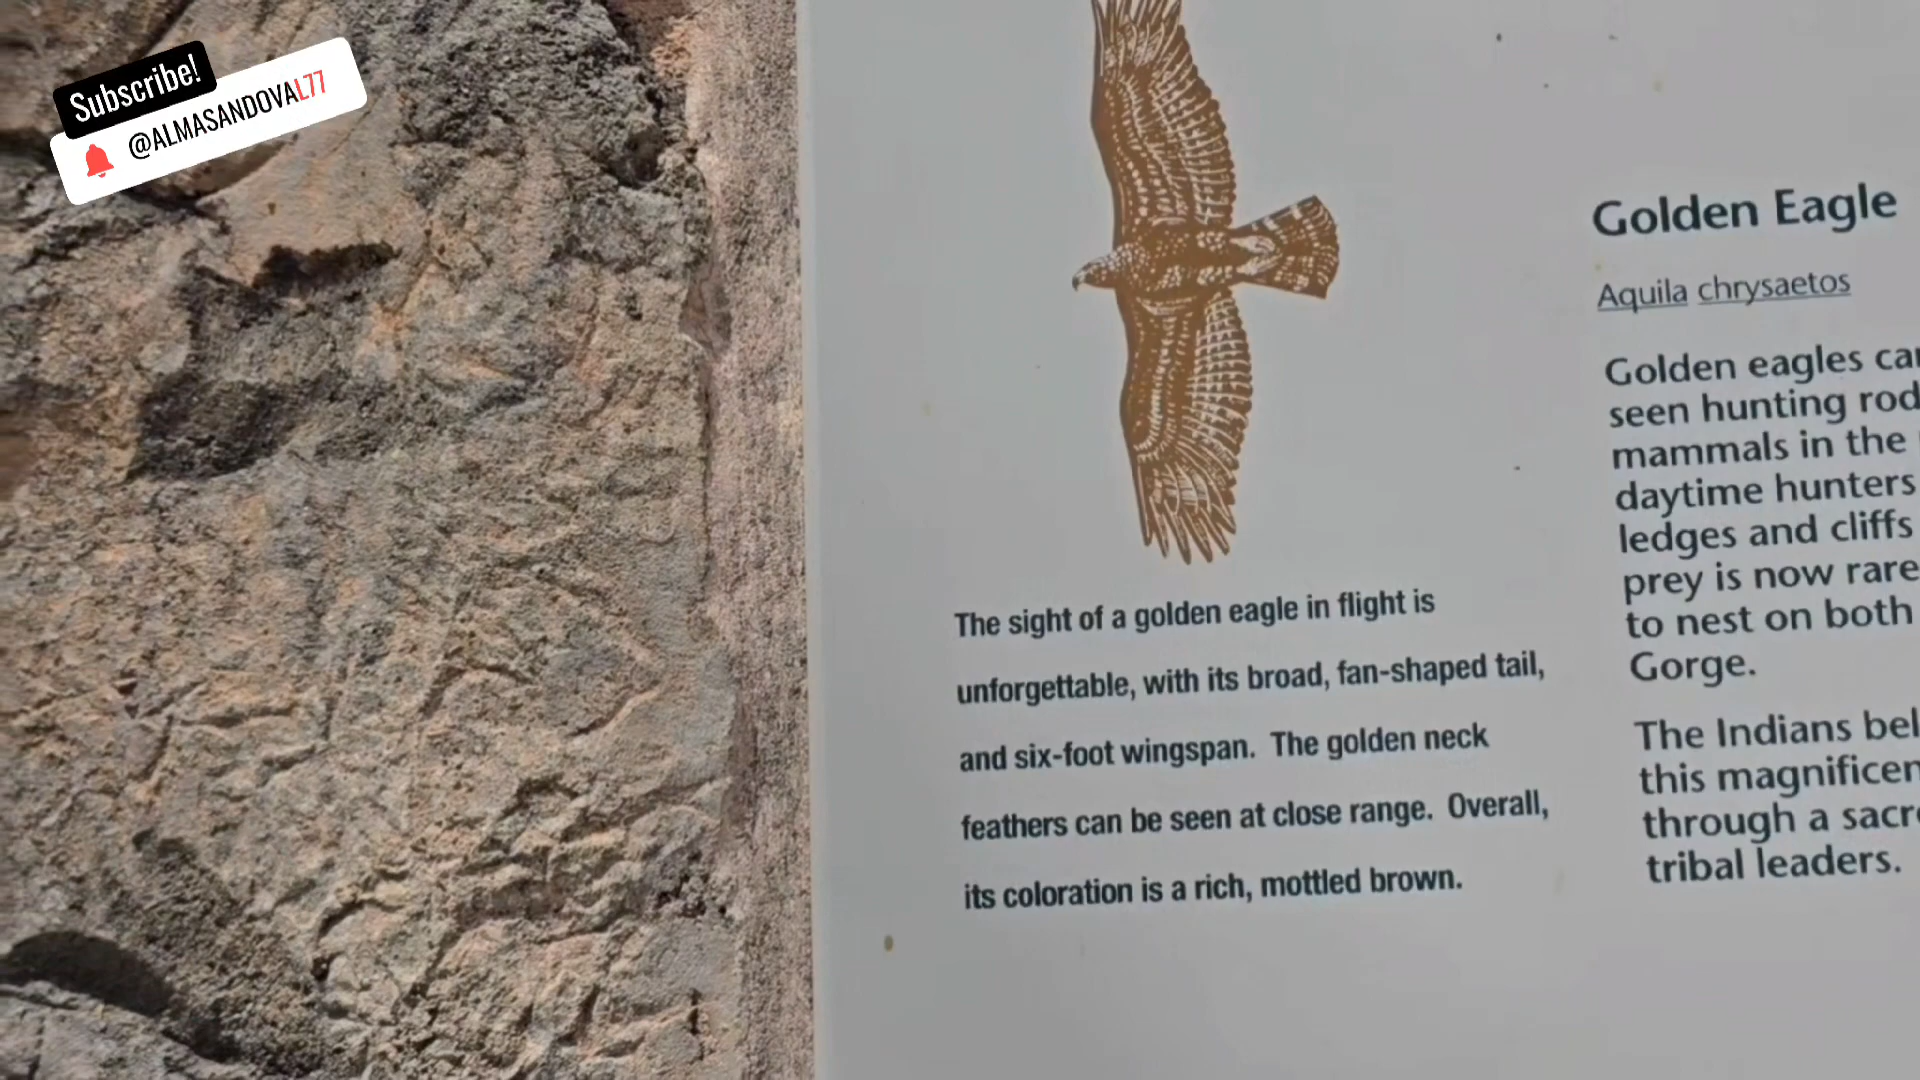 Subscribe!
@ALMASANDOVAL77
The sight of a golden eagle in flight is
unforgettable, with its broad, fan-shaped tail,
and six-foot wingspan. The golden neck
feathers can be seen at close range. Overall,
its coloration is a rich, mottled brown.
Golden Eagle
Aquila chrysaetos
Golden eagles
seen hunting
mammals in the
daytime hunters
ledges and cliffs
prey is now rare
to nest on both
Gorge.
The Indians
this
through a
tribal leaders.